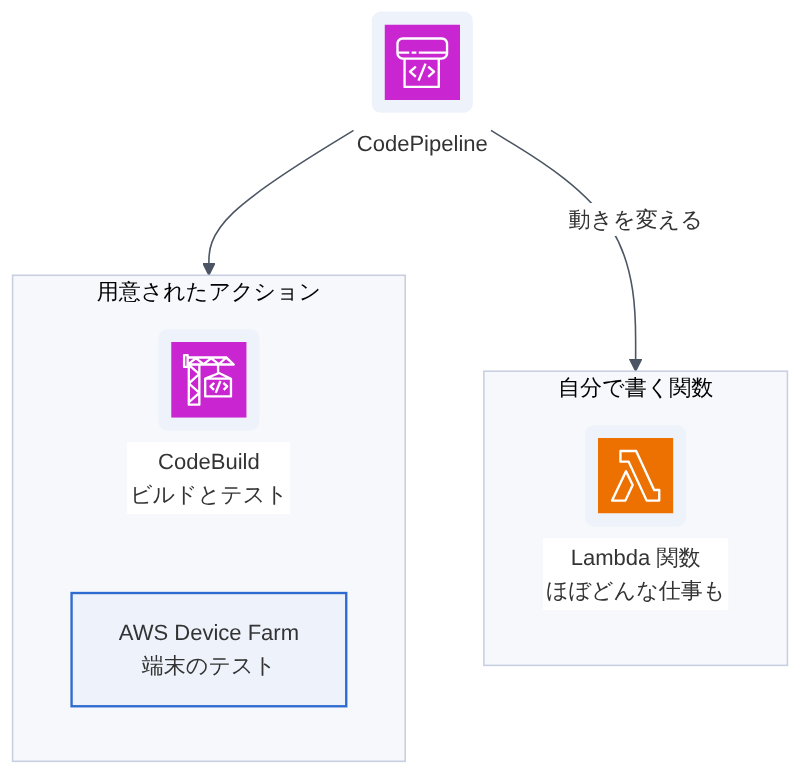 CodePipeline
動きを変える
用意されたアクション
CodeBuild
ビルドとテスト
AWS Device Farm
端末のテスト
自分で書く関数
Lambda 関数
ほぼどんな仕事も